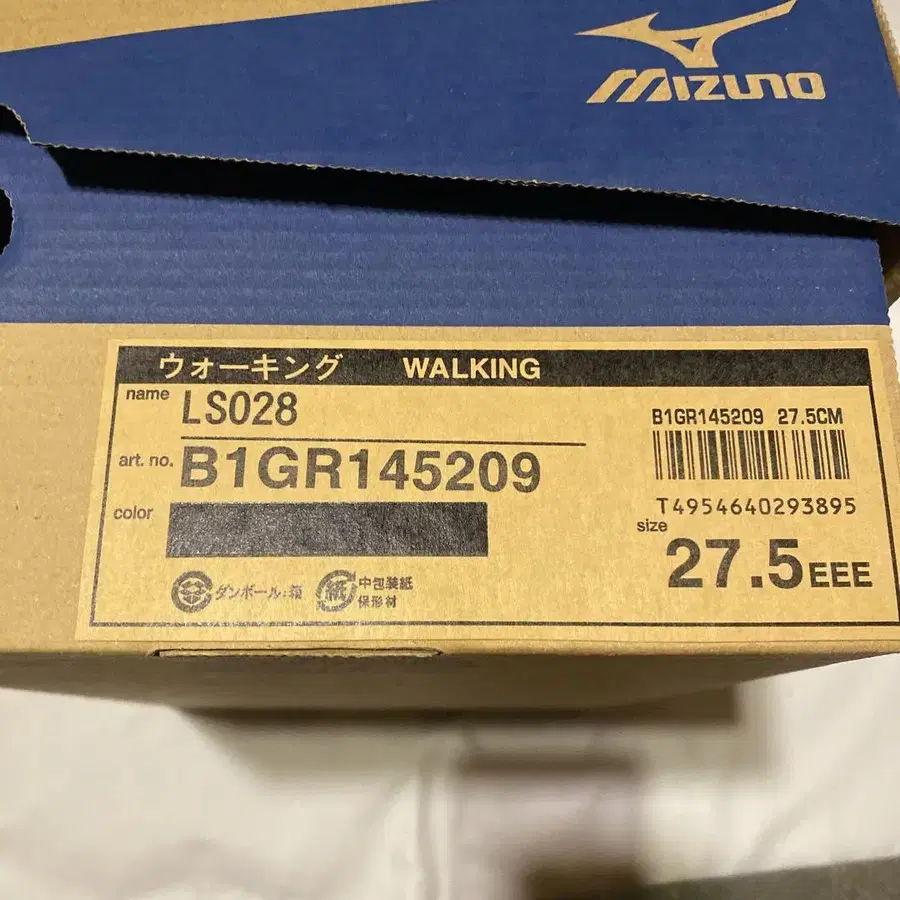 MIZUNO
ウォーキング WALKING
name LS028
art. no. B1GR145209
color
B1GR145209 27.5CM
T4954640293895
size
27.5EEE
ダンボール:箱
紙
中包装紙
保形材